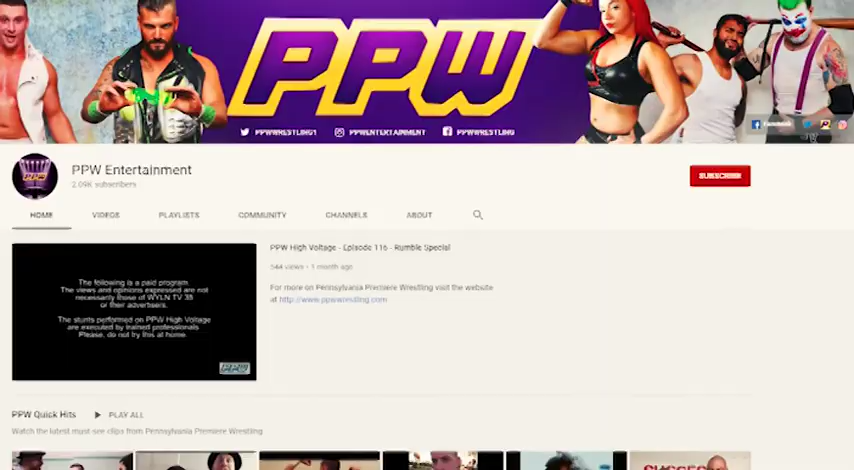 PPW
PPWWRESTLING1 PPWENTERTAINMENT PPWWRESTLING
Facebook
PPW
PPW Entertainment
2.09K subscribers
SUBSCRIBE
HOME VIDEOS PLAYLISTS COMMUNITY CHANNELS ABOUT
PPW High Voltage - Episode 116 - Rumble Special
544 views • 1 month ago
For more on Pennsylvania Premiere Wrestling visit the website
at http://www.ppwwrestling.com
The following is a paid program.
The views and opinions expressed are not
necessarily those of WYLN TV 35
or their advertisers.
The stunts performed on PPW High Voltage
are executed by trained professionals
Please, do not try this at home.
PPW
PPW Quick Hits PLAY ALL
Watch the latest must-see clips from Pennsylvania Premiere Wrestling